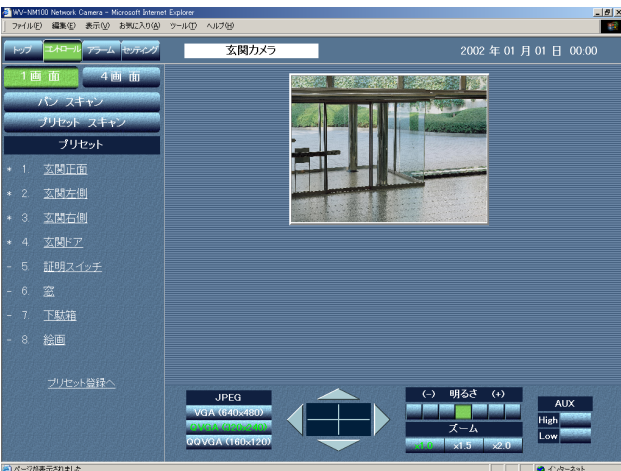 WV-NM100 Network Camera - Microsoft Internet Explorer
ファイル(F) 編集(E) 表示(V) お気に入り(A) ツール(T) ヘルプ(H)
トップ コントロール アラーム セッティング
玄関カメラ
2002 年 01 月 01 日 00:00
1 画 面 4 画 面
パン スキャン
プリセット スキャン
プリセット
* 1. 玄関正面
* 2. 玄関左側
* 3. 玄関右側
* 4. 玄関ドア
- 5. 証明スイッチ
- 6. 窓
- 7. 下駄箱
- 8. 絵画
プリセット登録へ
JPEG
VGA (640x480)
QVGA (320x240)
QQVGA (160x120)
(-) 明るさ (+)
ズーム
x1.0 x1.5 x2.0
AUX
High
Low
ページが表示されました
インターネット